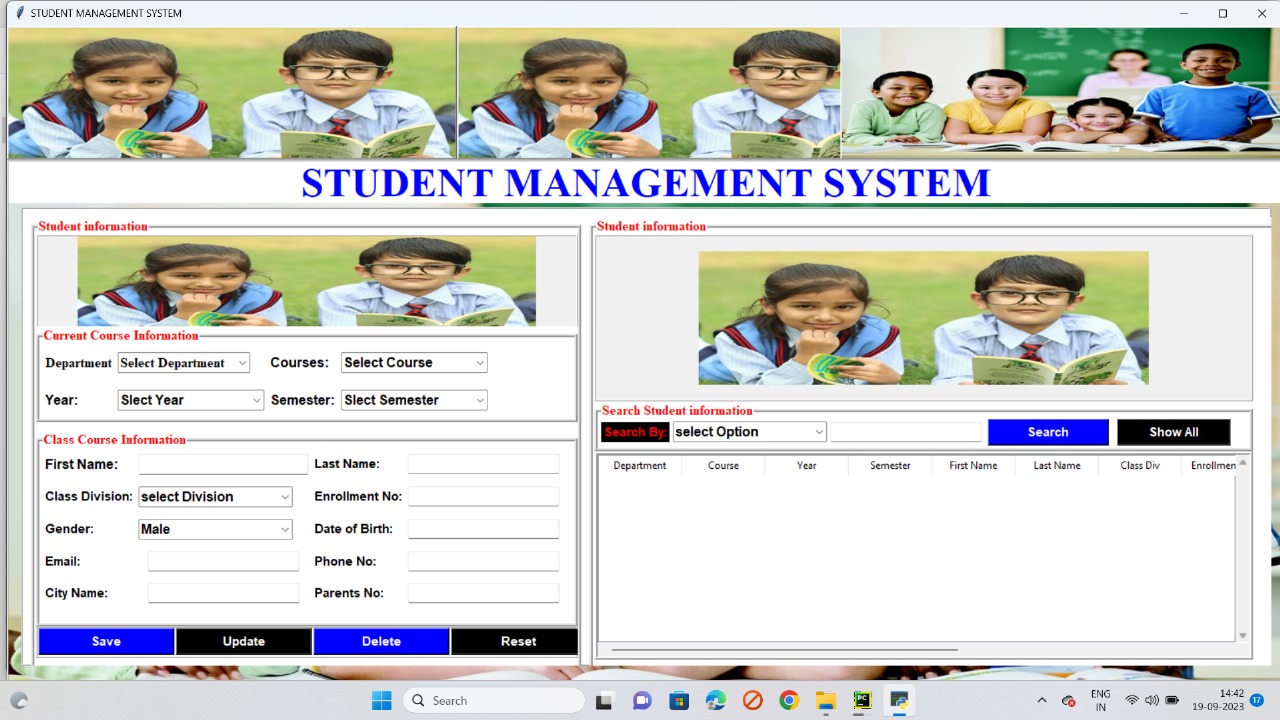 STUDENT MANAGEMENT SYSTEM
STUDENT MANAGEMENT SYSTEM
Student information
Current Course Information
Department Select Department Courses: Select Course
Year: Slect Year Semester: Slect Semester
Class Course Information
First Name: Last Name:
Class Division: select Division Enrollment No:
Gender: Male Date of Birth:
Email: Phone No:
City Name: Parents No:
Save Update Delete Reset
Student information
Search Student information
Search By: select Option Search Show All
Department Course Year Semester First Name Last Name Class Div Enrollmen
Search
ENG
IN
14:42
19-09-2023
17